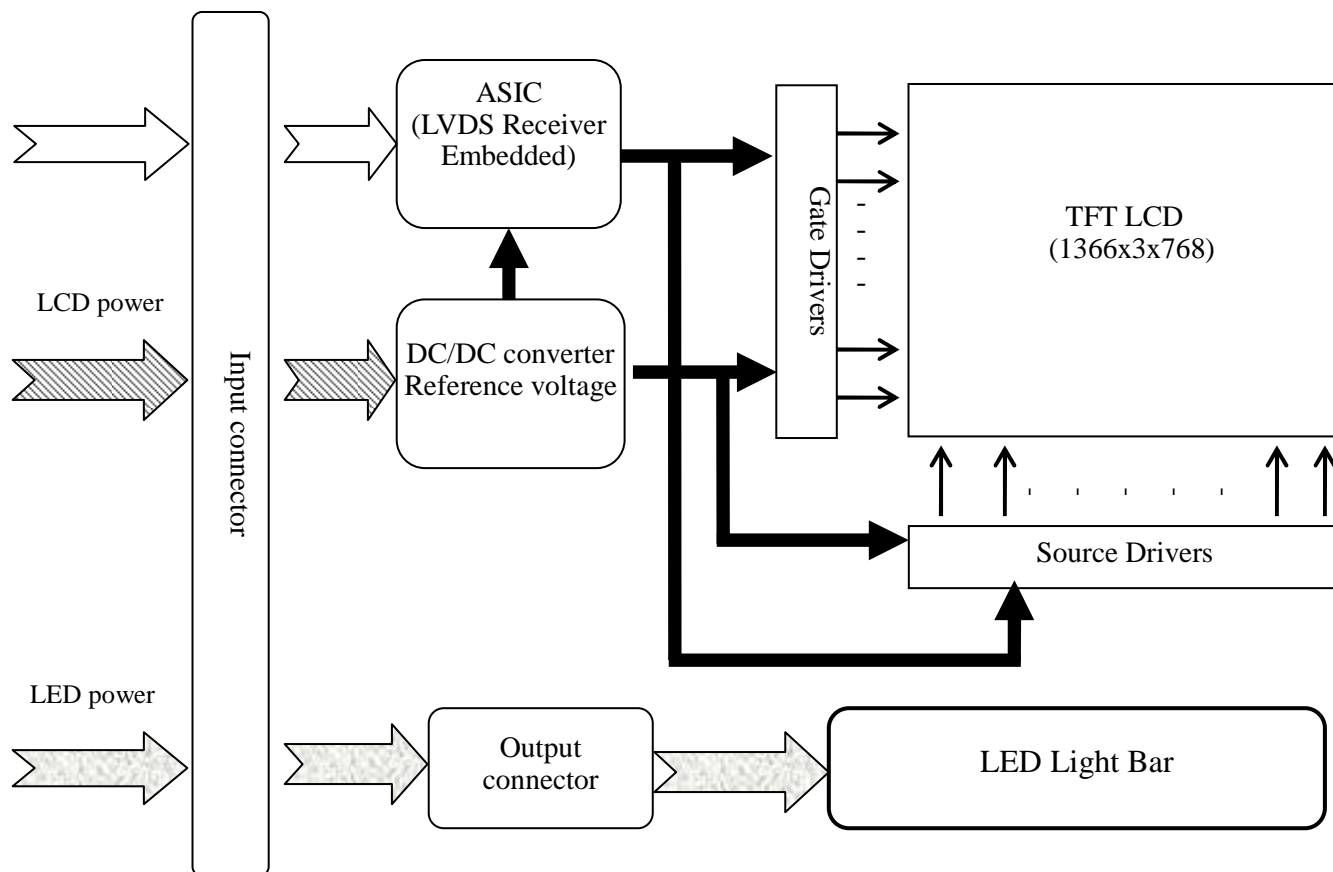 ASIC
(LVDS Receiver
Embedded)
Gate Drivers
TFT LCD
(1366x3x768)
LCD power
Input connector
DC/DC converter
Reference voltage
Source Drivers
LED power
Output
connector
LED Light Bar